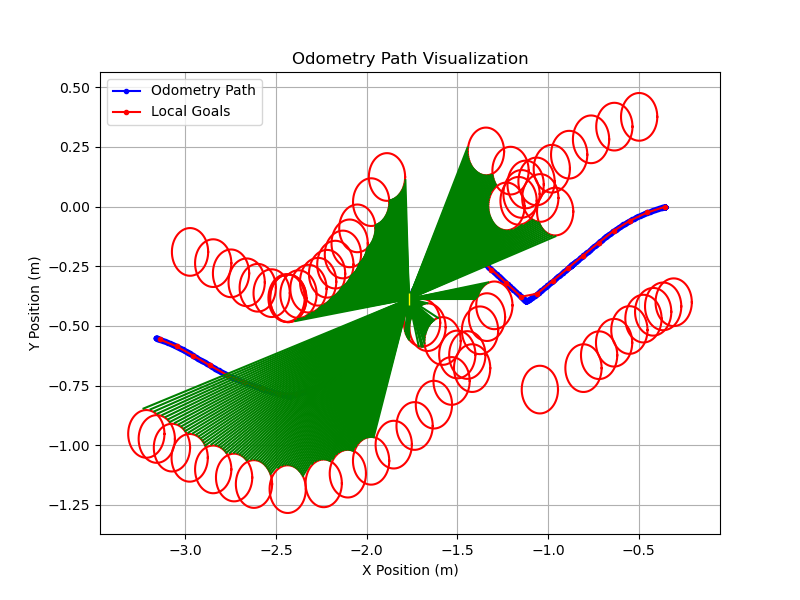 Odometry Path Visualization
Odometry Path
Local Goals
0.50
0.25
0.00
−0.25
−0.50
−0.75
−1.00
−1.25
Y Position (m)
−3.0 −2.5 −2.0 −1.5 −1.0 −0.5
X Position (m)